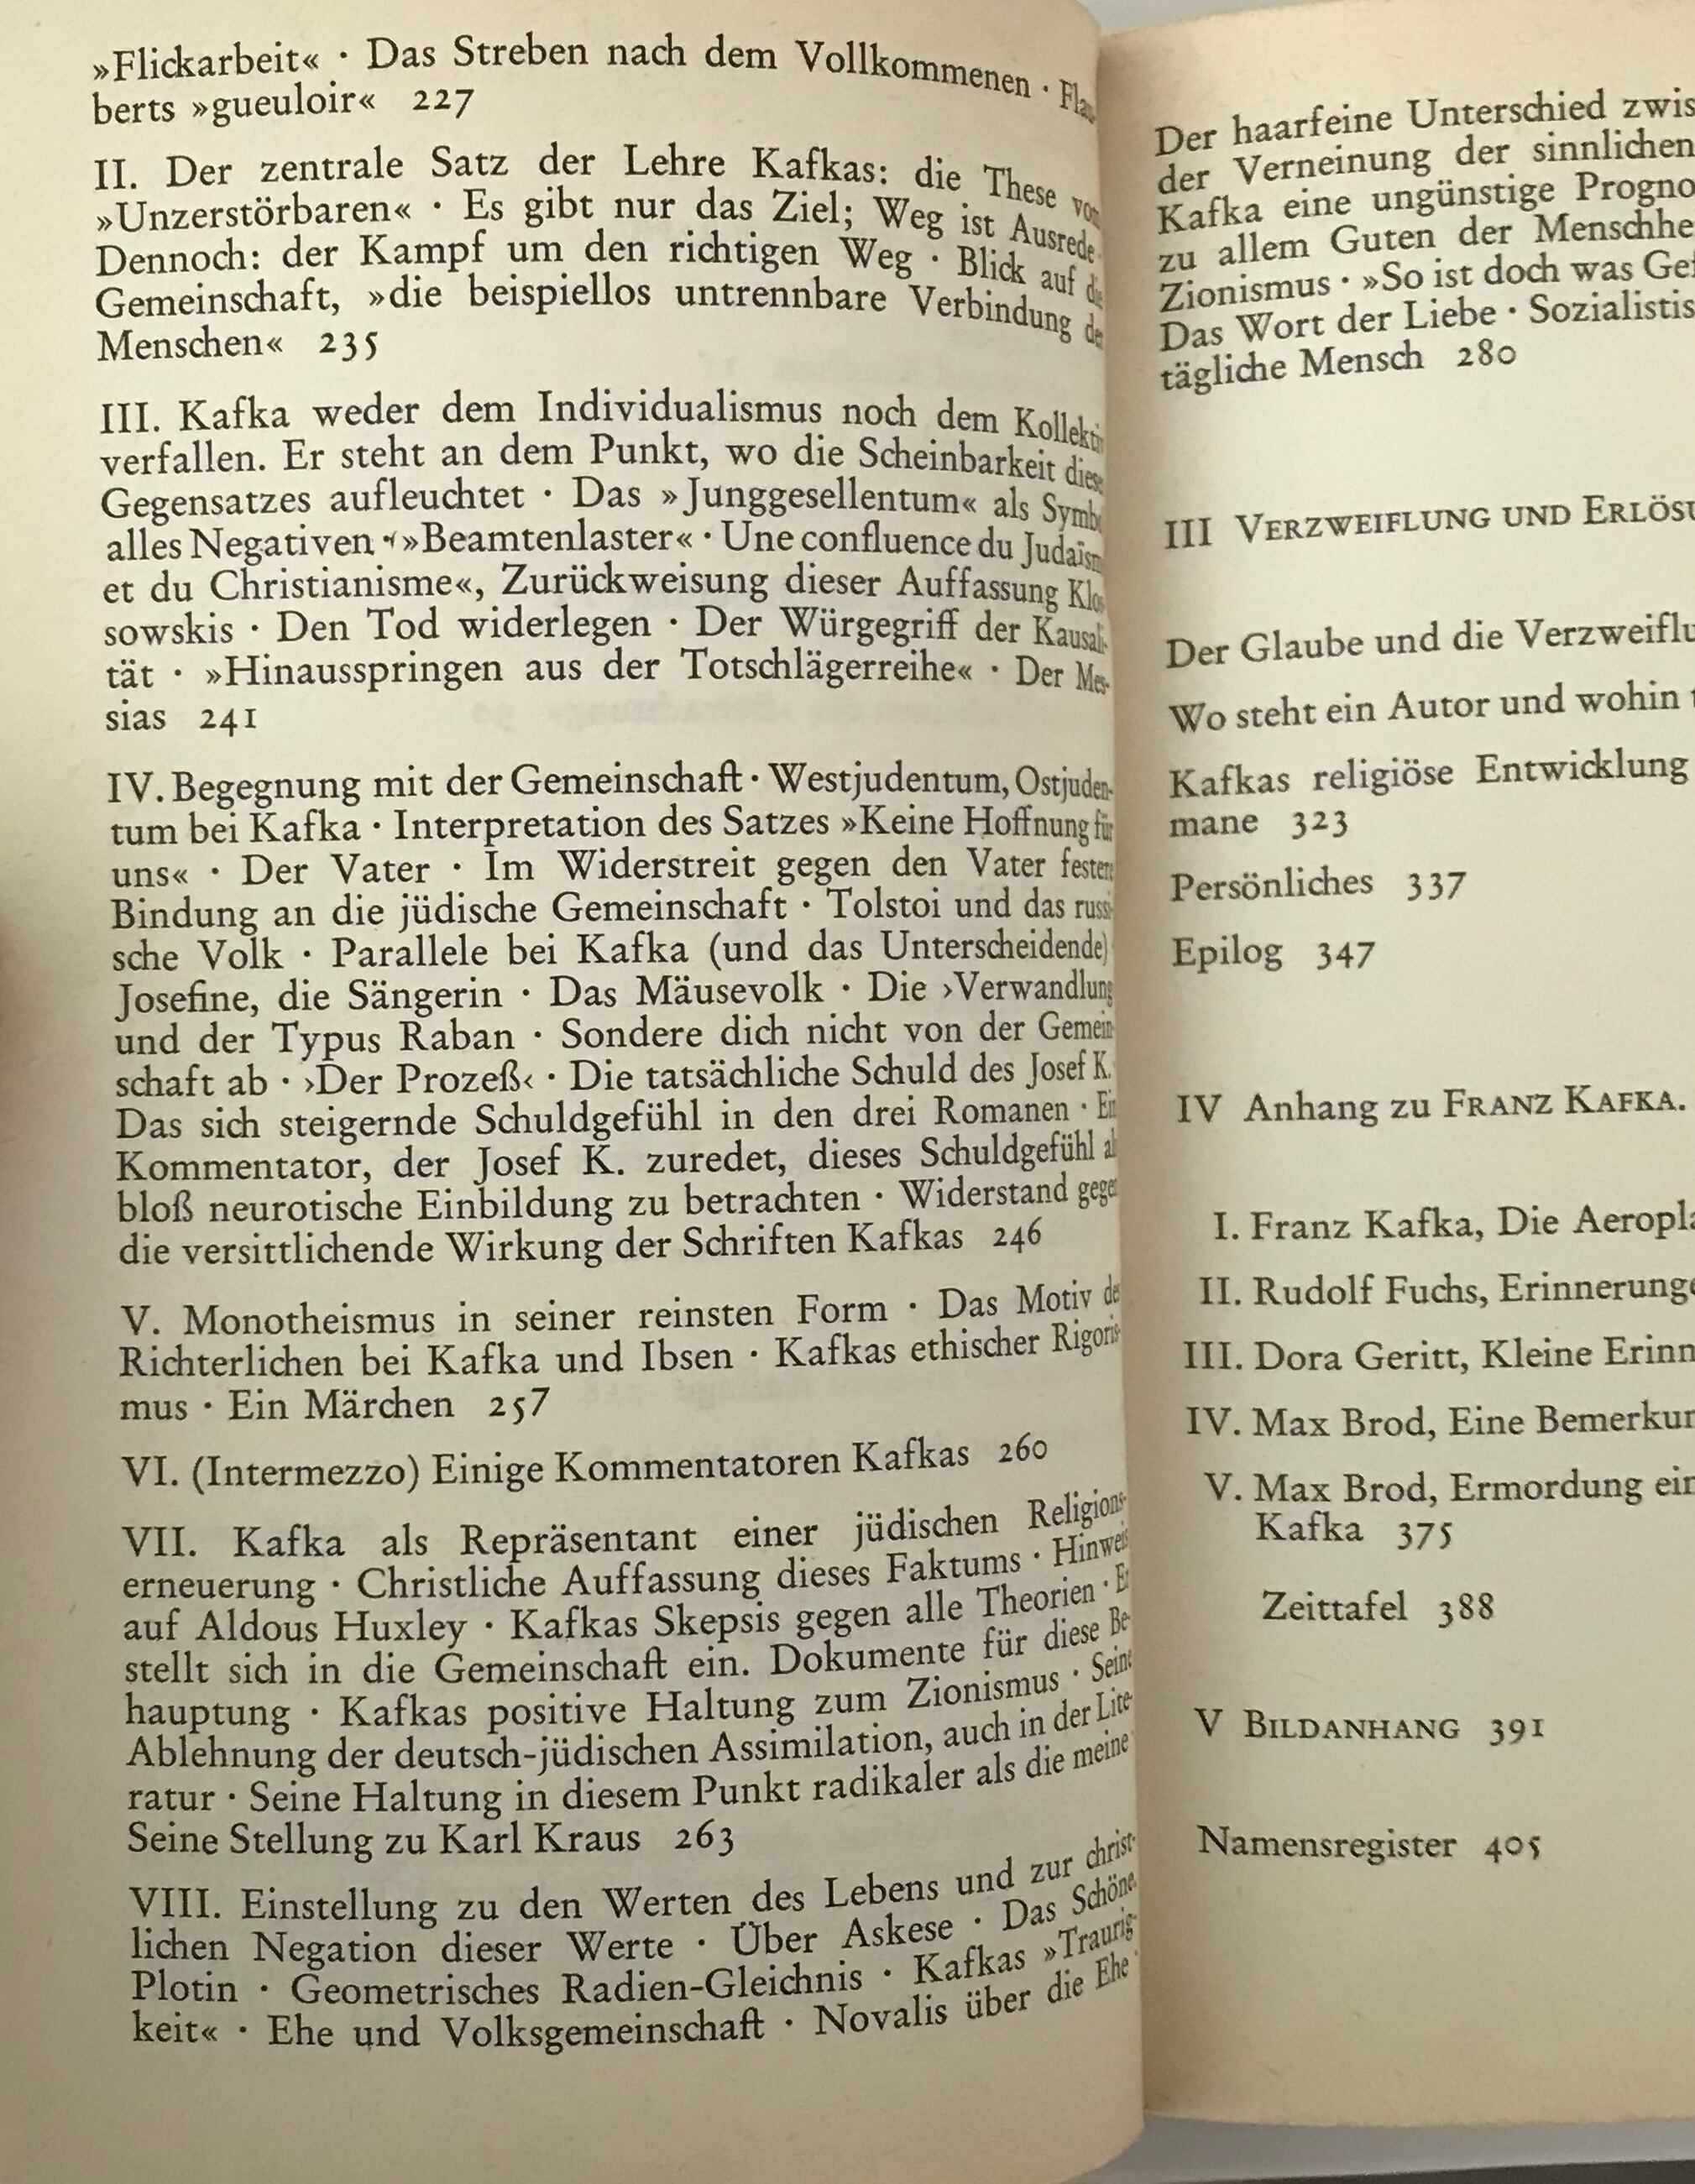 »Flickarbeit« · Das Streben nach dem Vollkommenen · Flau
berts »gueuloir« 227
II. Der zentrale Satz der Lehre Kafkas: die These vom
»Unzerstörbaren« · Es gibt nur das Ziel; Weg ist Ausrede
Dennoch: der Kampf um den richtigen Weg · Blick auf die
Gemeinschaft, »die beispiellos untrennbare Verbindung der
Menschen« 235
III. Kafka weder dem Individualismus noch dem Kollektiv
verfallen. Er steht an dem Punkt, wo die Scheinbarkeit diese
Gegensatzes aufleuchtet · Das »Junggesellentum« als Symbo
alles Negativen · »Beamtenlaster« · Une confluence du Judaïsm
et du Christianisme«, Zurückweisung dieser Auffassung Klos
sowskis · Den Tod widerlegen · Der Würgegriff der Kausali-
tät · »Hinausspringen aus der Totschlägerreihe« · Der Mes-
sias 241
IV. Begegnung mit der Gemeinschaft · Westjudentum, Ostjuden-
tum bei Kafka · Interpretation des Satzes »Keine Hoffnung für
uns« · Der Vater · Im Widerstreit gegen den Vater festere
Bindung an die jüdische Gemeinschaft · Tolstoi und das russi-
sche Volk · Parallele bei Kafka (und das Unterscheidende)
Josefine, die Sängerin · Das Mäusevolk · Die ›Verwandlung
und der Typus Raban · Sondere dich nicht von der Gemein
schaft ab · ›Der Prozeß‹ · Die tatsächliche Schuld des Josef K.
Das sich steigernde Schuldgefühl in den drei Romanen · Ein
Kommentator, der Josef K. zuredet, dieses Schuldgefühl al
bloß neurotische Einbildung zu betrachten · Widerstand gegen
die versittlichende Wirkung der Schriften Kafkas 246
V. Monotheismus in seiner reinsten Form · Das Motiv des
Richterlichen bei Kafka und Ibsen · Kafkas ethischer Rigoris-
mus · Ein Märchen 257
VI. (Intermezzo) Einige Kommentatoren Kafkas 260
VII. Kafka als Repräsentant einer jüdischen Religions-
erneuerung · Christliche Auffassung dieses Faktums · Hinweis
auf Aldous Huxley · Kafkas Skepsis gegen alle Theorien · Er
stellt sich in die Gemeinschaft ein. Dokumente für diese Be-
hauptung · Kafkas positive Haltung zum Zionismus · Seine
Ablehnung der deutsch-jüdischen Assimilation, auch in der Lite-
ratur · Seine Haltung in diesem Punkt radikaler als die meine ·
Seine Stellung zu Karl Kraus 263
VIII. Einstellung zu den Werten des Lebens und zur christ-
lichen Negation dieser Werte · Über Askese · Das Schöne.
Plotin · Geometrisches Radien-Gleichnis · Kafkas »Traurig-
keit« · Ehe und Volksgemeinschaft · Novalis über die Ehe ·
Der haarfeine Unterschied zwis
der Verneinung der sinnlichen
Kafka eine ungünstige Progno
zu allem Guten der Menschhe
Zionismus · »So ist doch was Ge
Das Wort der Liebe · Sozialistis
tägliche Mensch 280
III VERZWEIFLUNG UND ERLÖSU
Der Glaube und die Verzweiflu
Wo steht ein Autor und wohin
Kafkas religiöse Entwicklung
mane 323
Persönliches 337
Epilog 347
IV Anhang zu FRANZ KAFKA.
I. Franz Kafka, Die Aeropla
II. Rudolf Fuchs, Erinnerunge
III. Dora Geritt, Kleine Erinn
IV. Max Brod, Eine Bemerkun
V. Max Brod, Ermordung ein
Kafka 375
Zeittafel 388
V BILDANHANG 391
Namensregister 405